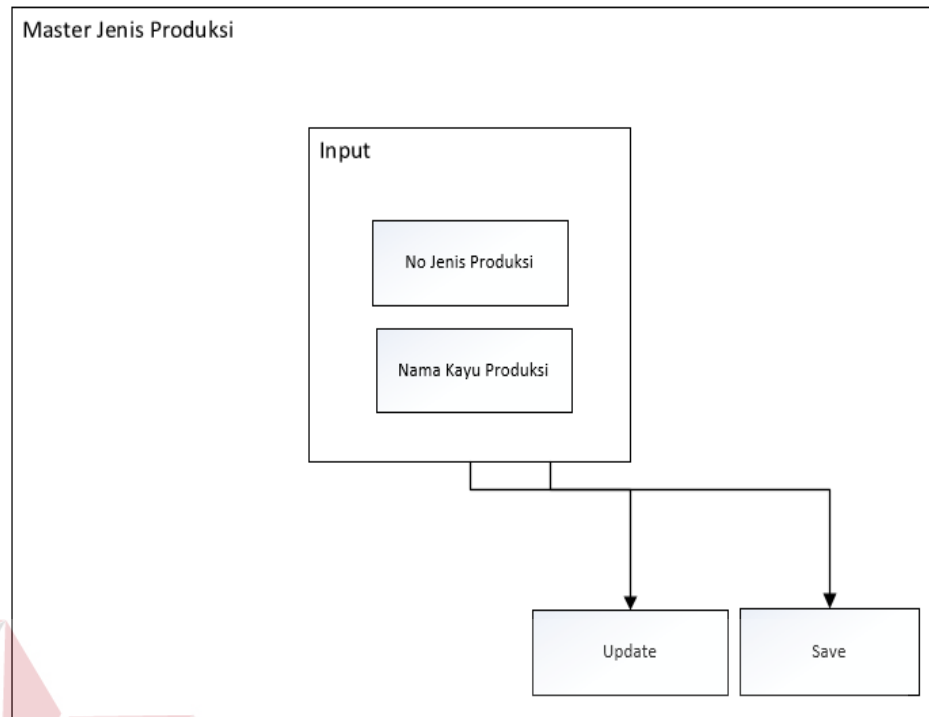 Master Jenis Produksi
Input
No Jenis Produksi
Nama Kayu Produksi
Update
Save